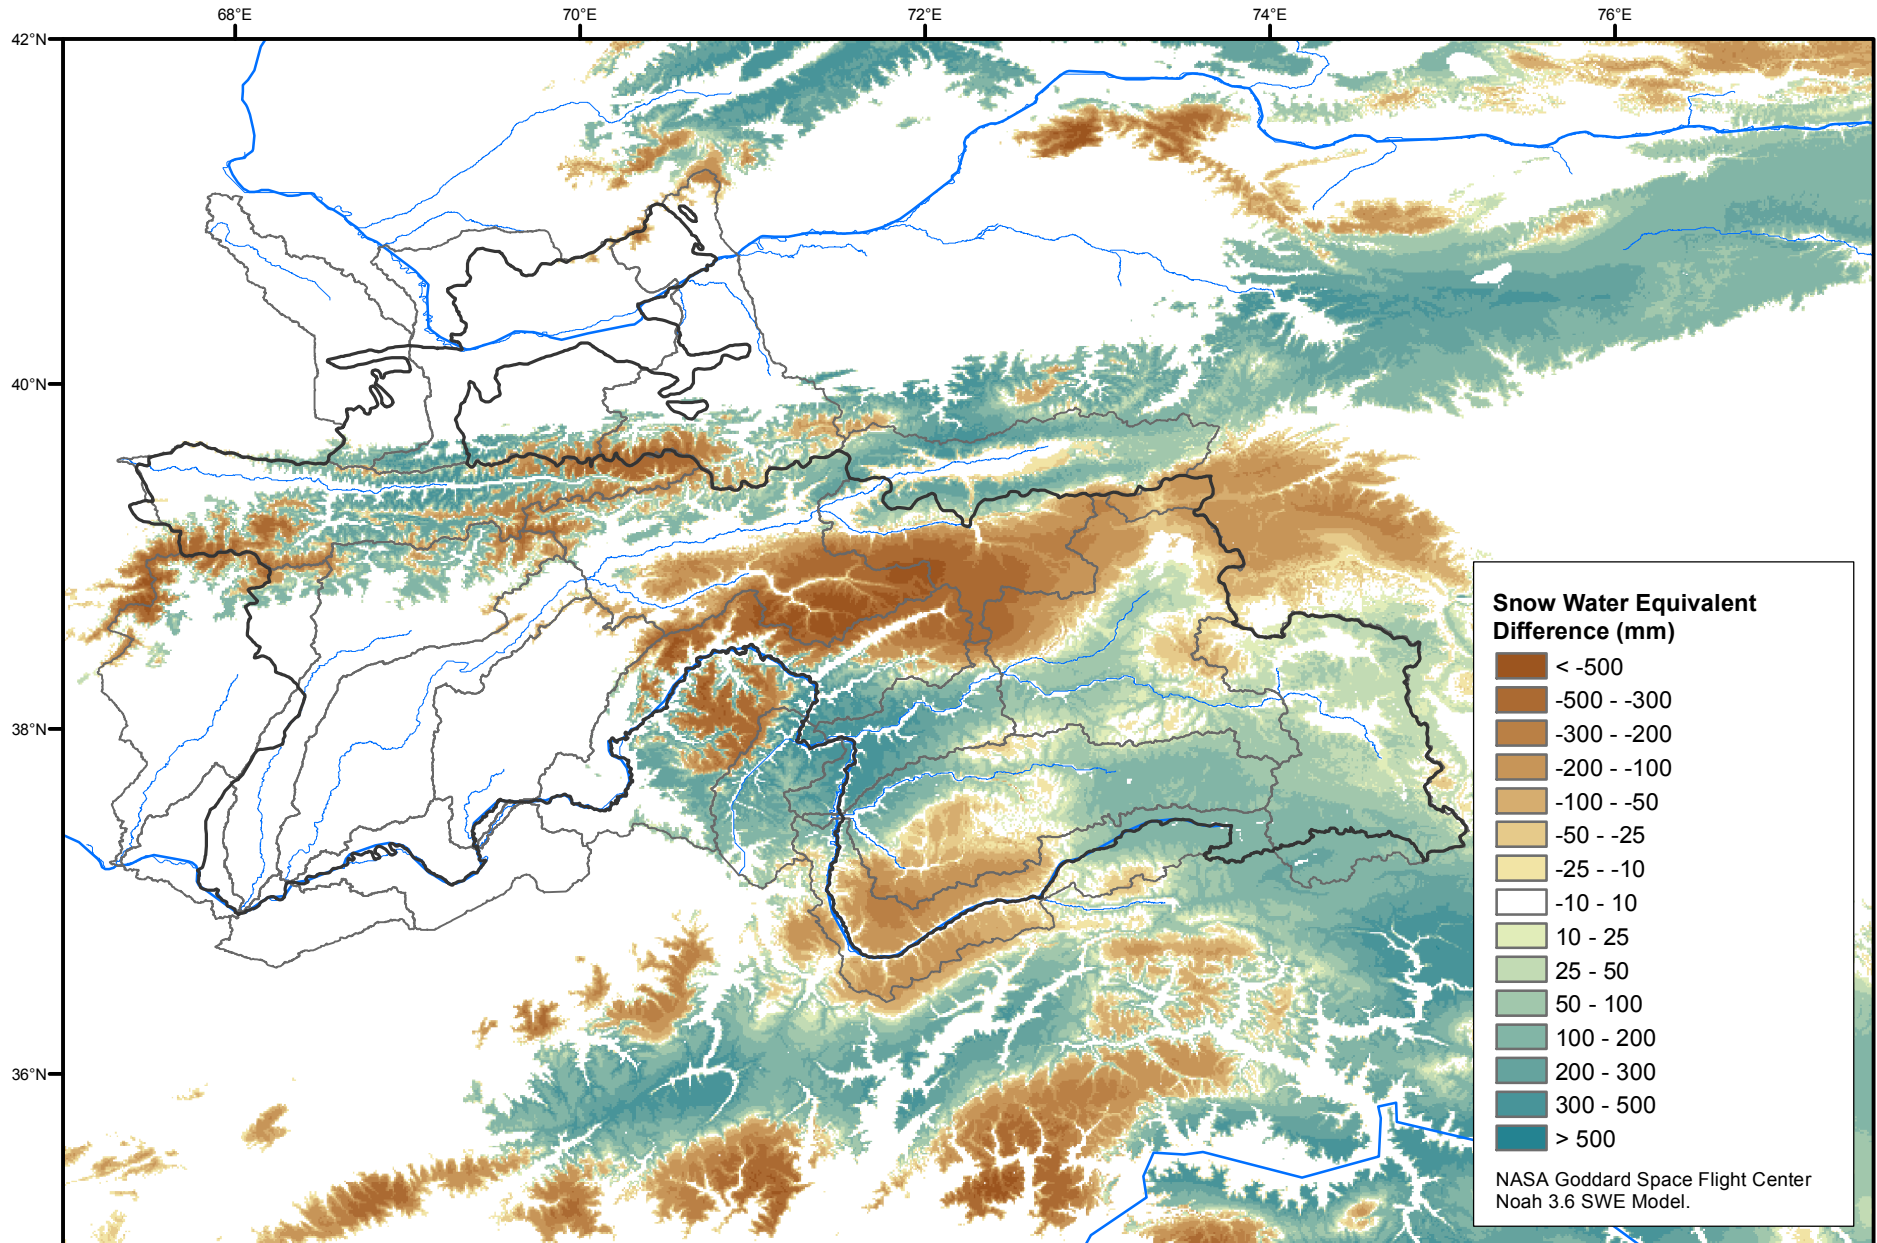 68°E
70°E
72°E
74°E
76°E
42°N
40°N
38°N
36°N
Snow Water Equivalent
Difference (mm)
< -500
-500 - -300
-300 - -200
-200 - -100
-100 - -50
-50 - -25
-25 - -10
-10 - 10
10 - 25
25 - 50
50 - 100
100 - 200
200 - 300
300 - 500
> 500
NASA Goddard Space Flight Center
Noah 3.6 SWE Model.